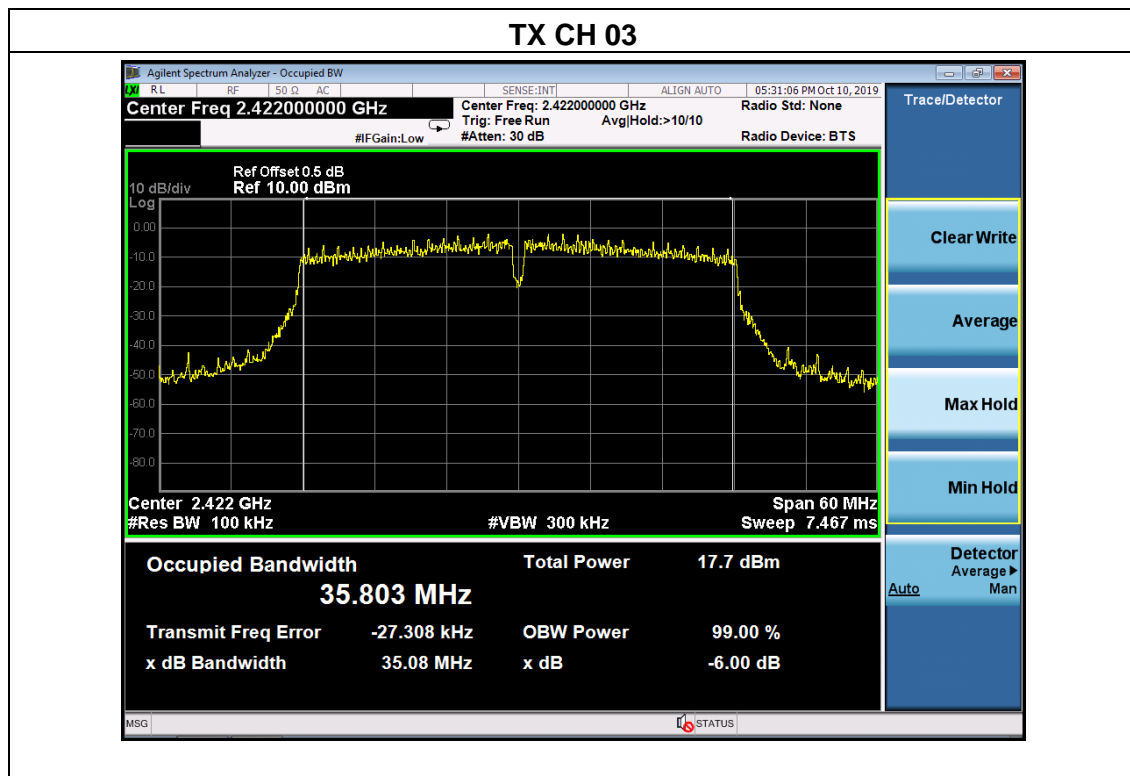 TX CH 03
Agilent Spectrum Analyzer - Occupied BW
LXI RL RF 50 Ω AC SENSE:INT ALIGN AUTO 05:31:06 PM Oct 10, 2019
Center Freq 2.422000000 GHz
Center Freq: 2.422000000 GHz Radio Std: None
Trig: Free Run Avg|Hold:>10/10
#IFGain:Low #Atten: 30 dB Radio Device: BTS
Ref Offset 0.5 dB
10 dB/div Ref 10.00 dBm
Log
0.00
-10.0
-20.0
-30.0
-40.0
-50.0
-60.0
-70.0
-80.0
Center 2.422 GHz Span 60 MHz
#Res BW 100 kHz #VBW 300 kHz Sweep 7.467 ms
Occupied Bandwidth Total Power 17.7 dBm
35.803 MHz
Transmit Freq Error -27.308 kHz OBW Power 99.00 %
x dB Bandwidth 35.08 MHz x dB -6.00 dB
MSG STATUS
Trace/Detector
Clear Write
Average
Max Hold
Min Hold
Detector
Average
Auto Man